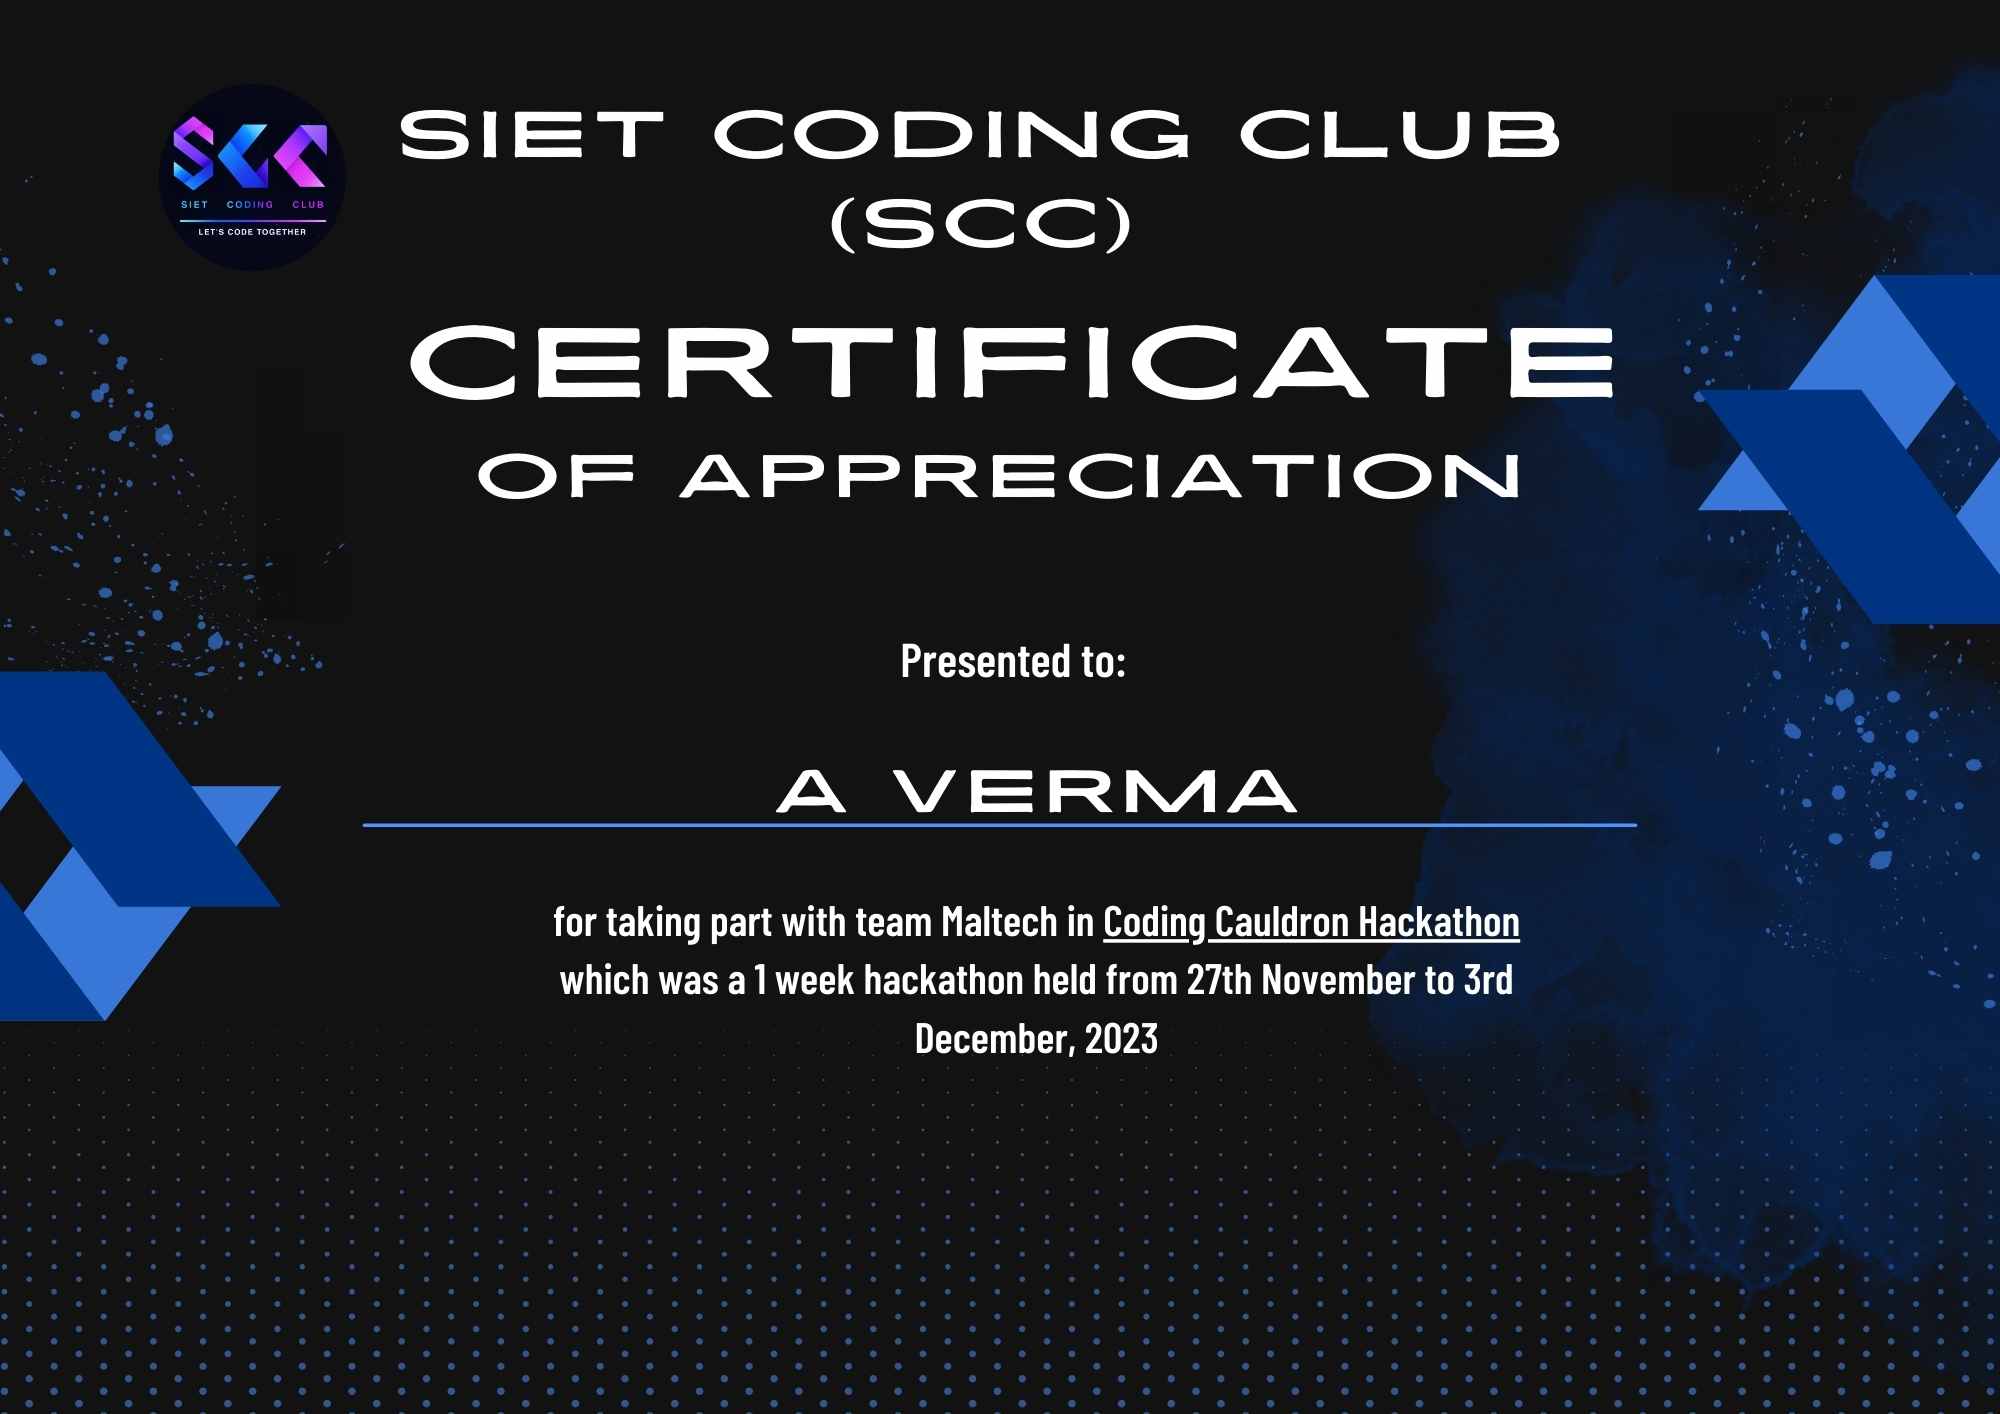 SCC
SIET CODING CLUB
LET'S CODE TOGETHER
SIET CODING CLUB
(SCC)
CERTIFICATE
OF APPRECIATION
Presented to:
A VERMA
for taking part with team Maltech in Coding Cauldron Hackathon
which was a 1 week hackathon held from 27th November to 3rd
December, 2023